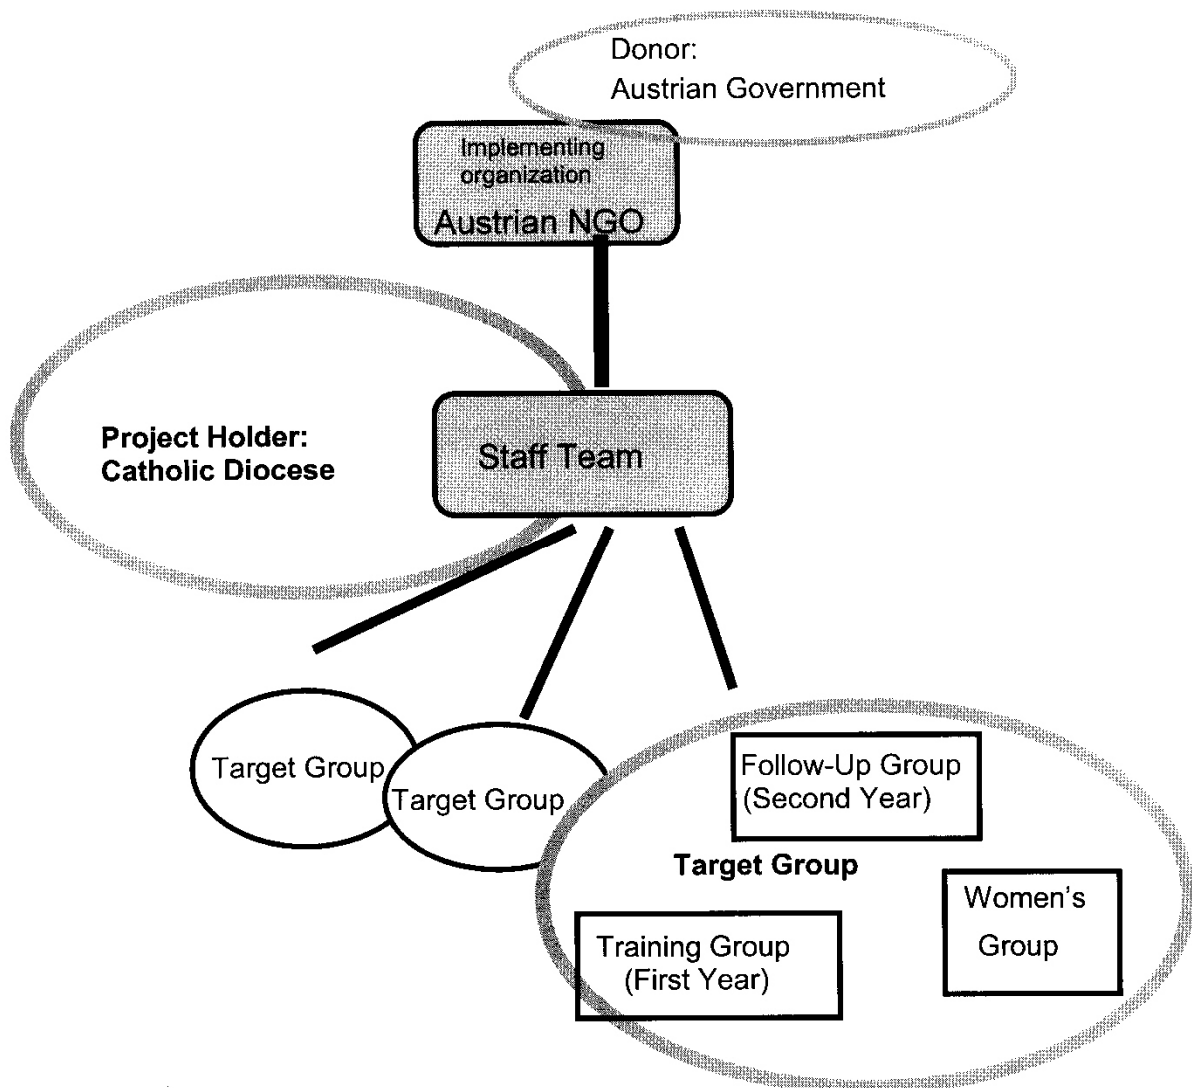 Donor:
Austrian Government
Implementing
organization
Austrian NGO
Project Holder:
Catholic Diocese
Staff Team
Target Group
Target Group
Follow-Up Group
(Second Year)
Target Group
Women's
Group
Training Group
(First Year)